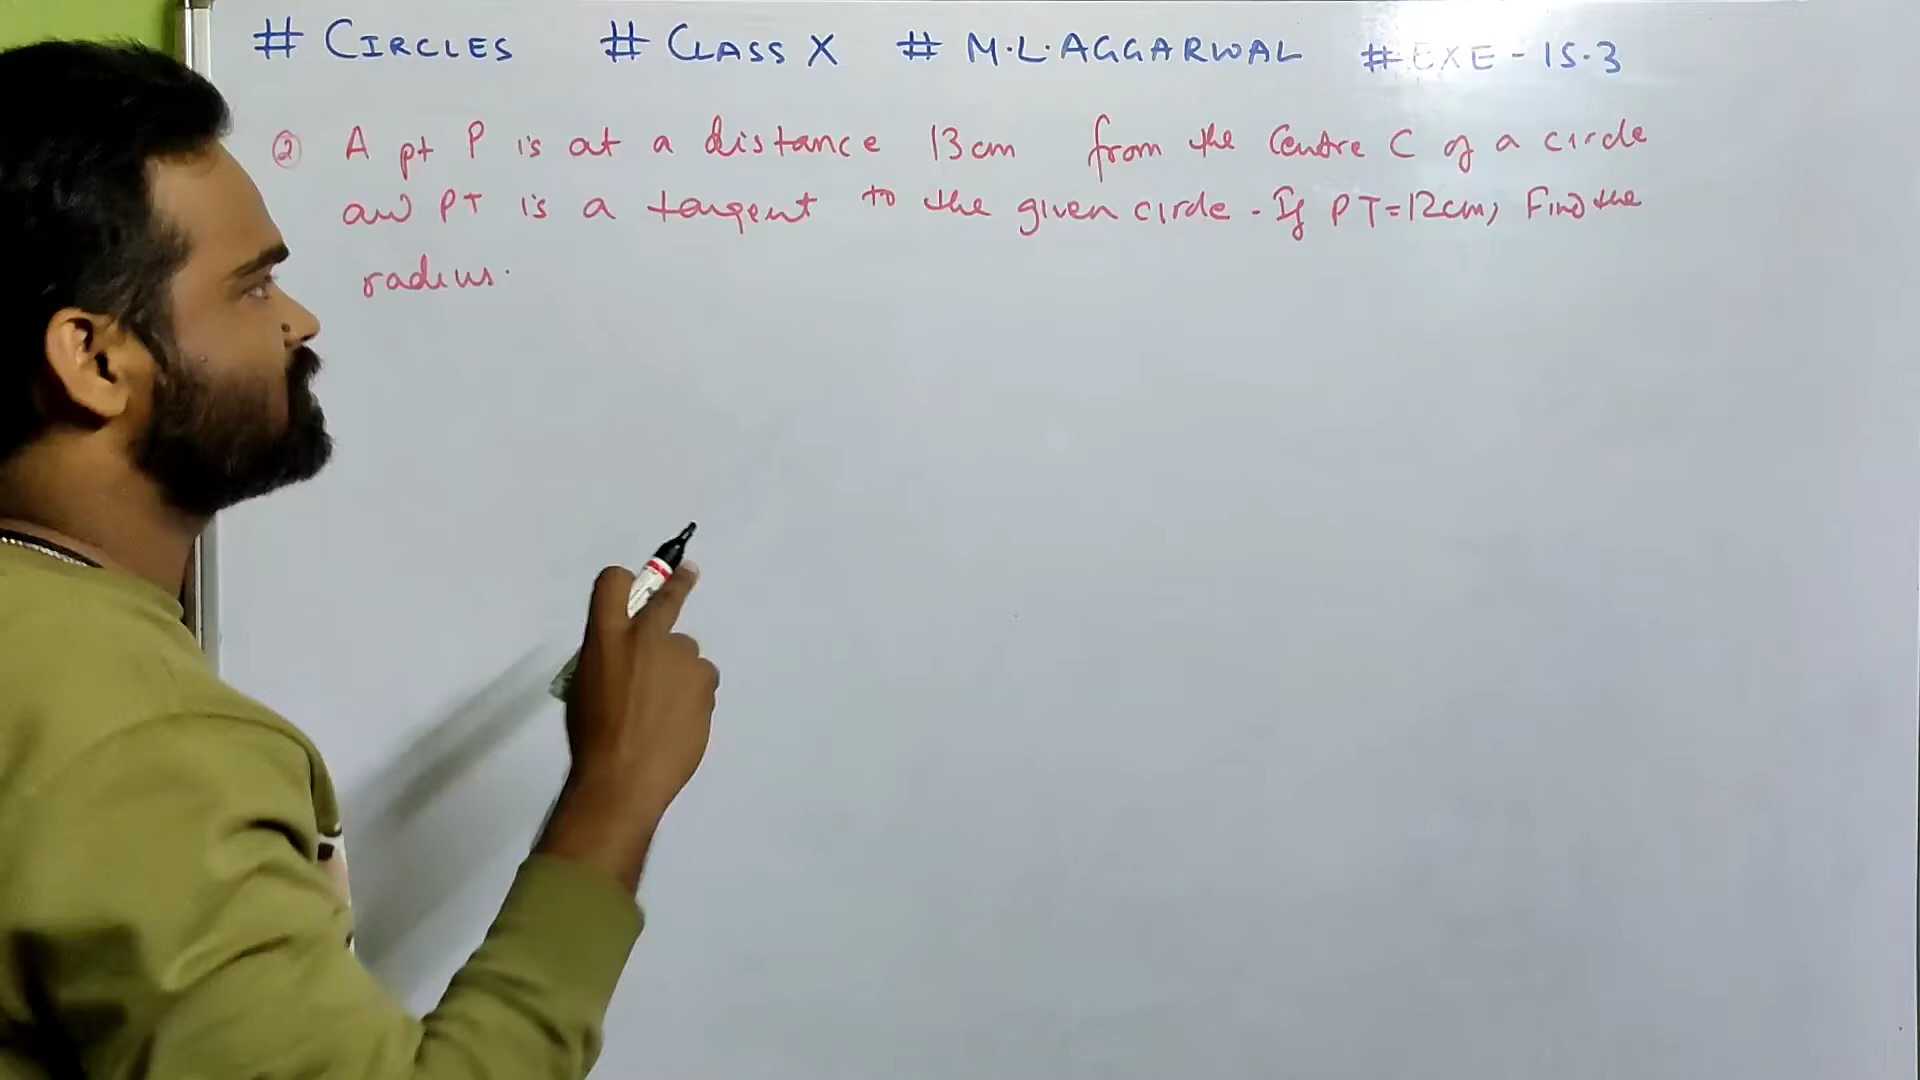 # CIRCLES # CLASS X # M.L.AGGARWAL # EXE - 15.3
② A pt P is at a distance 13cm from the Centre C of a circle
and PT is a tangent to the given circle. If PT=12cm, Find the
radius.